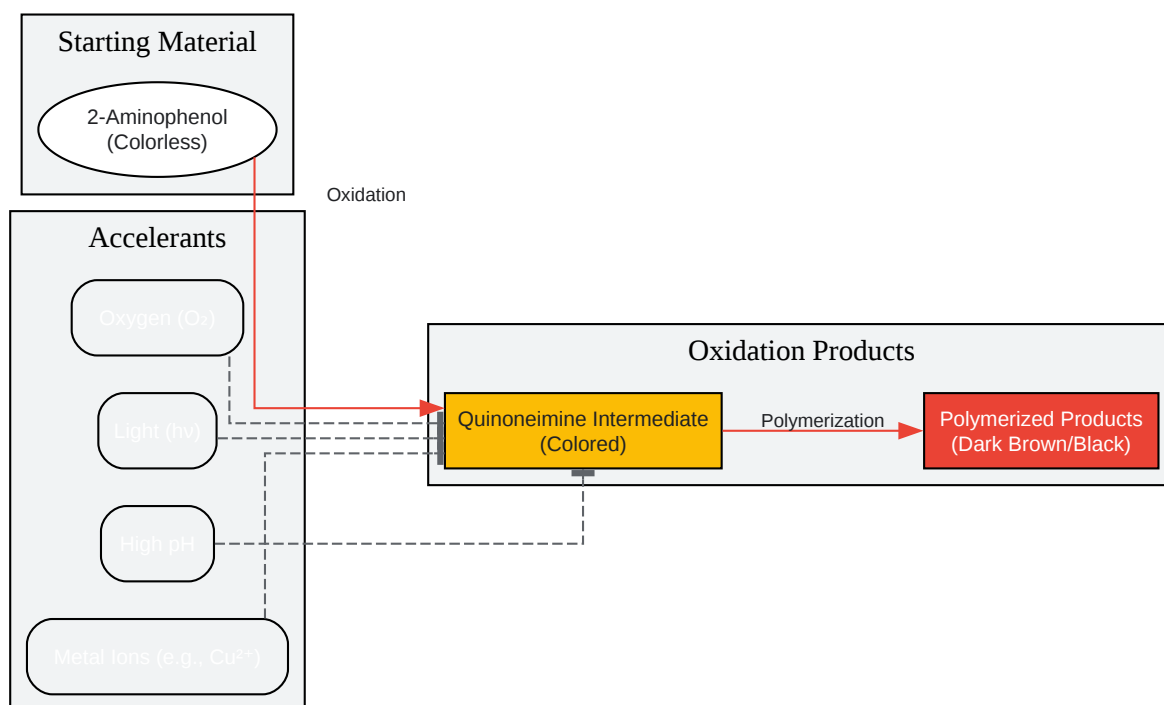 Starting Material
2-Aminophenol
(Colorless)
Oxidation
Accelerants
Oxygen (O₂)
Light (hν)
High pH
Metal Ions (e.g., Cu²⁺)
Oxidation Products
Quinoneimine Intermediate
(Colored)
Polymerization
Polymerized Products
(Dark Brown/Black)